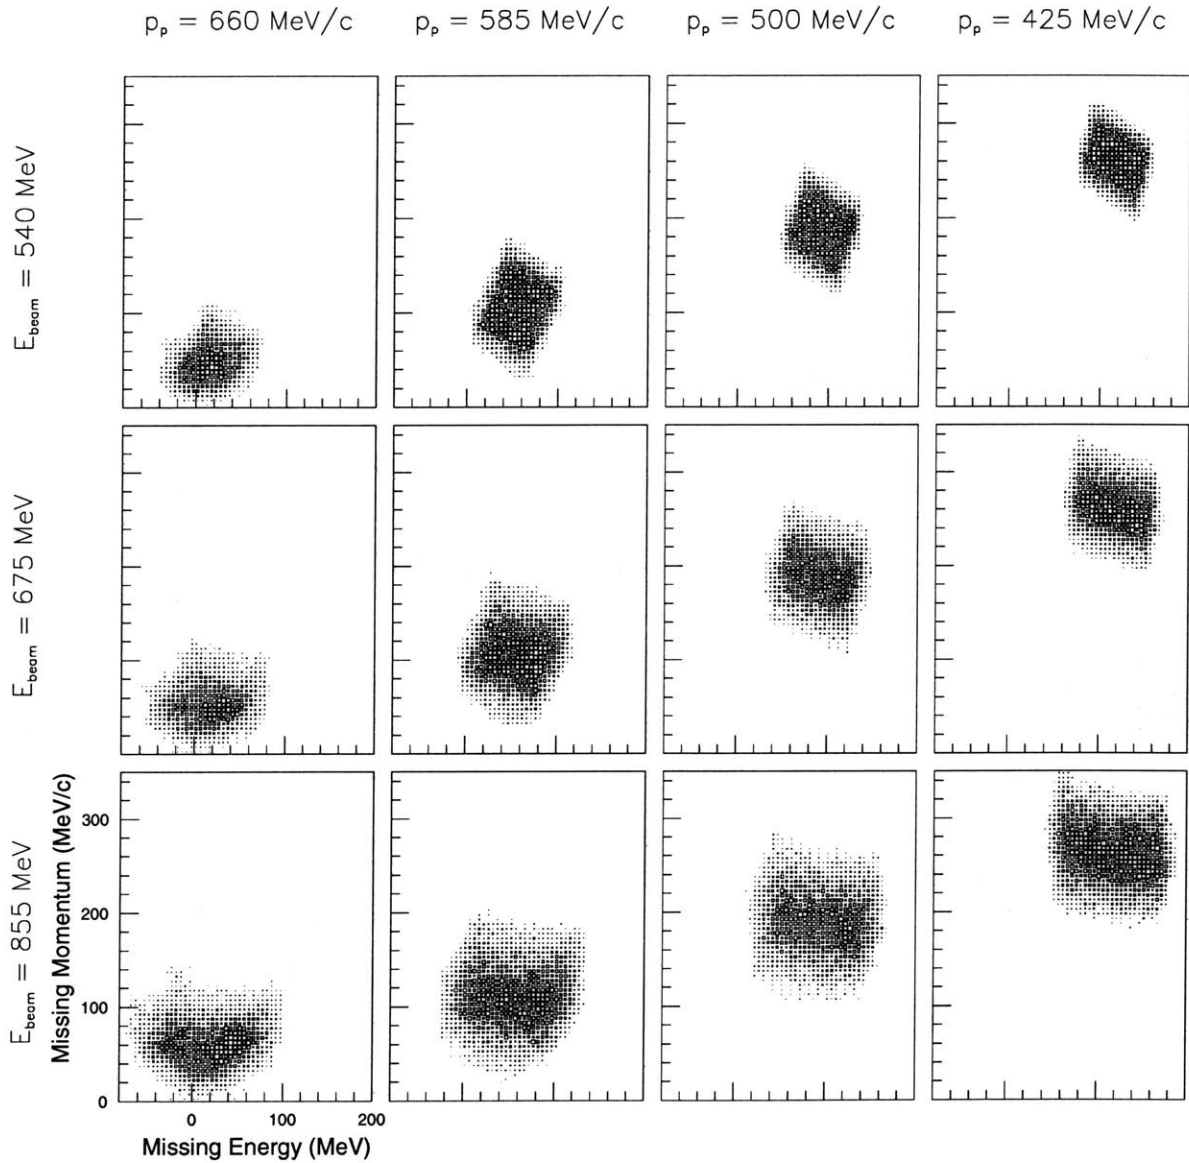 p_p = 660 MeV/c
p_p = 585 MeV/c
p_p = 500 MeV/c
p_p = 425 MeV/c
E_beam = 540 MeV
E_beam = 675 MeV
E_beam = 855 MeV
Missing Momentum (MeV/c)
300
200
100
0
0
100
200
Missing Energy (MeV)